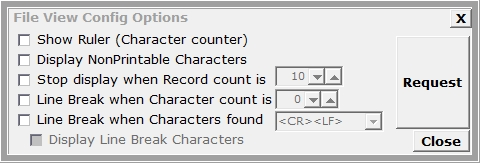 File View Config Options X
Show Ruler (Character counter)
Display NonPrintable Characters
Stop display when Record count is 10
Line Break when Character count is 0
Line Break when Characters found <CR><LF>
Display Line Break Characters
Request
Close